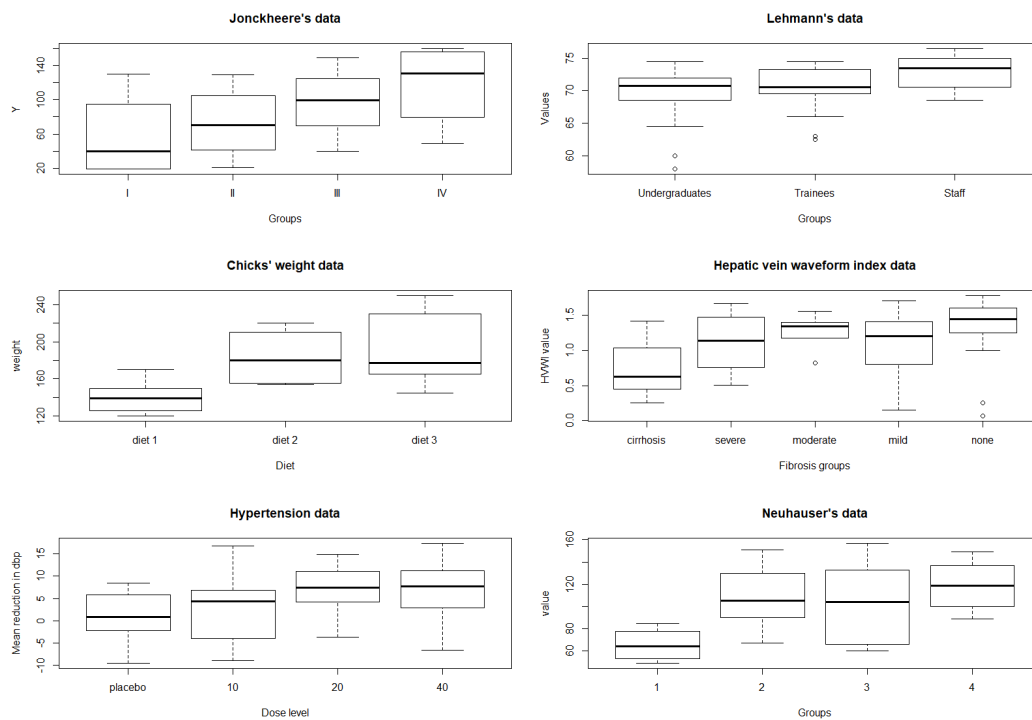 Jonckheere's data
Y
20 60 100 140
I II III IV
Groups
Lehmann's data
Values
60 65 70 75
Undergraduates Trainees Staff
Groups
Chicks' weight data
weight
120 160 200 240
diet 1 diet 2 diet 3
Diet
Hepatic vein waveform index data
HVWI value
0.0 0.5 1.0 1.5
cirrhosis severe moderate mild none
Fibrosis groups
Hypertension data
Mean reduction in dbp
-10 -5 0 5 10 15
placebo 10 20 40
Dose level
Neuhauser's data
value
60 80 120 160
1 2 3 4
Groups